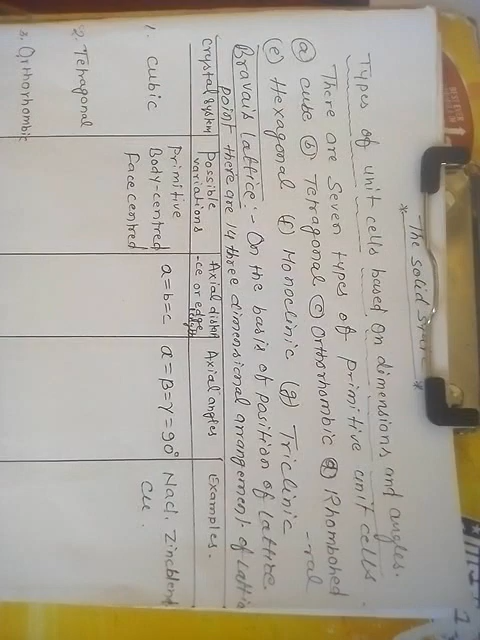 * The Solid State *
Types of unit cells based on dimensions and angles.
There are Seven types of primitive unit cells.
(a) cube (b) Tetragonal (c) Orthorhombic (d) Rhombohed
-ral
(e) Hexagonal (f) Monoclinic (g) Triclinic
Bravais Lattice:- On the basis of position of Lattice
point there are 14 three dimensional arrangement of Latti
Crystal System | Possible variations | Axial distan -ce or edge length | Axial angles | Examples.
1. Cubic | Primitive Body-centred face centred | a=b=c | α=β=γ=90° | Nacl, Zincblend Cu.
2. Tetragonal
3. Orthorhombic